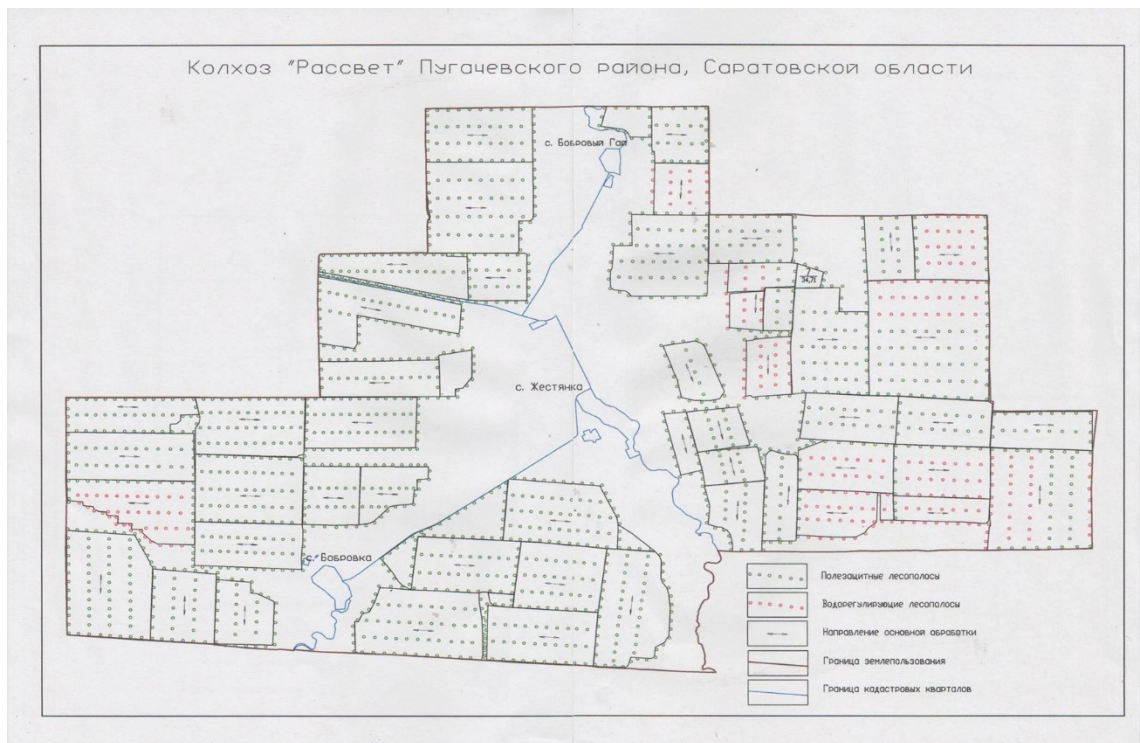 Колхоз "Рассвет" Пугачевского района, Саратовской области
с. Бобровый Гай
с. Жестянка
с. Бобровка
Полезащитные лесополосы
Водорегулирующие лесополосы
Направление основной обработки
Граница землепользования
Граница кадастровых кварталов